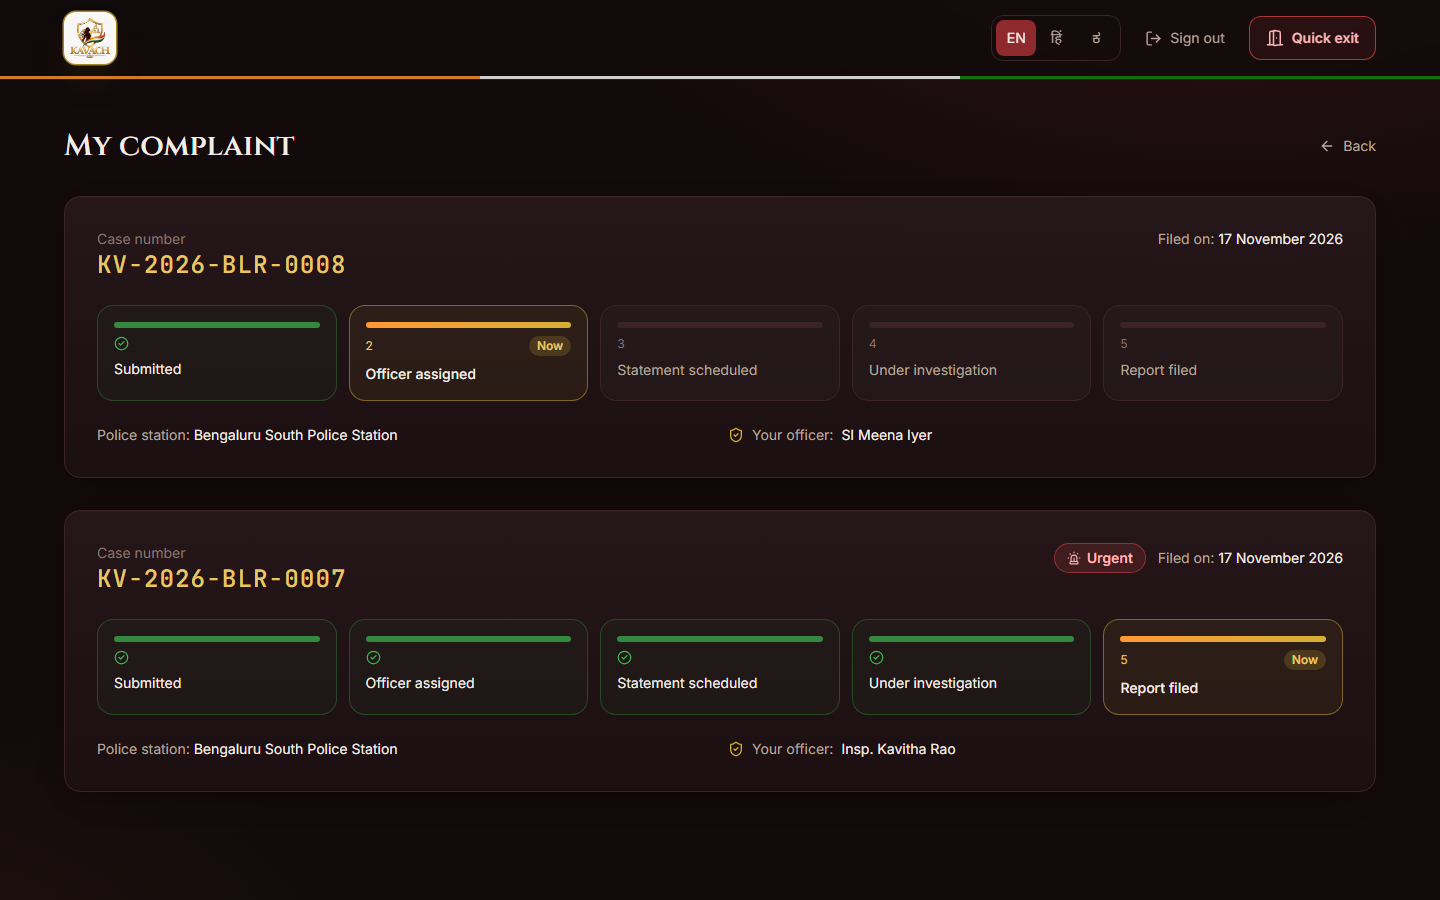 KAVACH
EN हिं ಕ Sign out Quick exit
My complaint
Back
Case number
Filed on: 17 November 2026
KV-2026-BLR-0008
Submitted
2 Now
Officer assigned
3
Statement scheduled
4
Under investigation
5
Report filed
Police station: Bengaluru South Police Station
Your officer: SI Meena Iyer
Case number
Urgent Filed on: 17 November 2026
KV-2026-BLR-0007
Submitted
Officer assigned
Statement scheduled
Under investigation
5 Now
Report filed
Police station: Bengaluru South Police Station
Your officer: Insp. Kavitha Rao